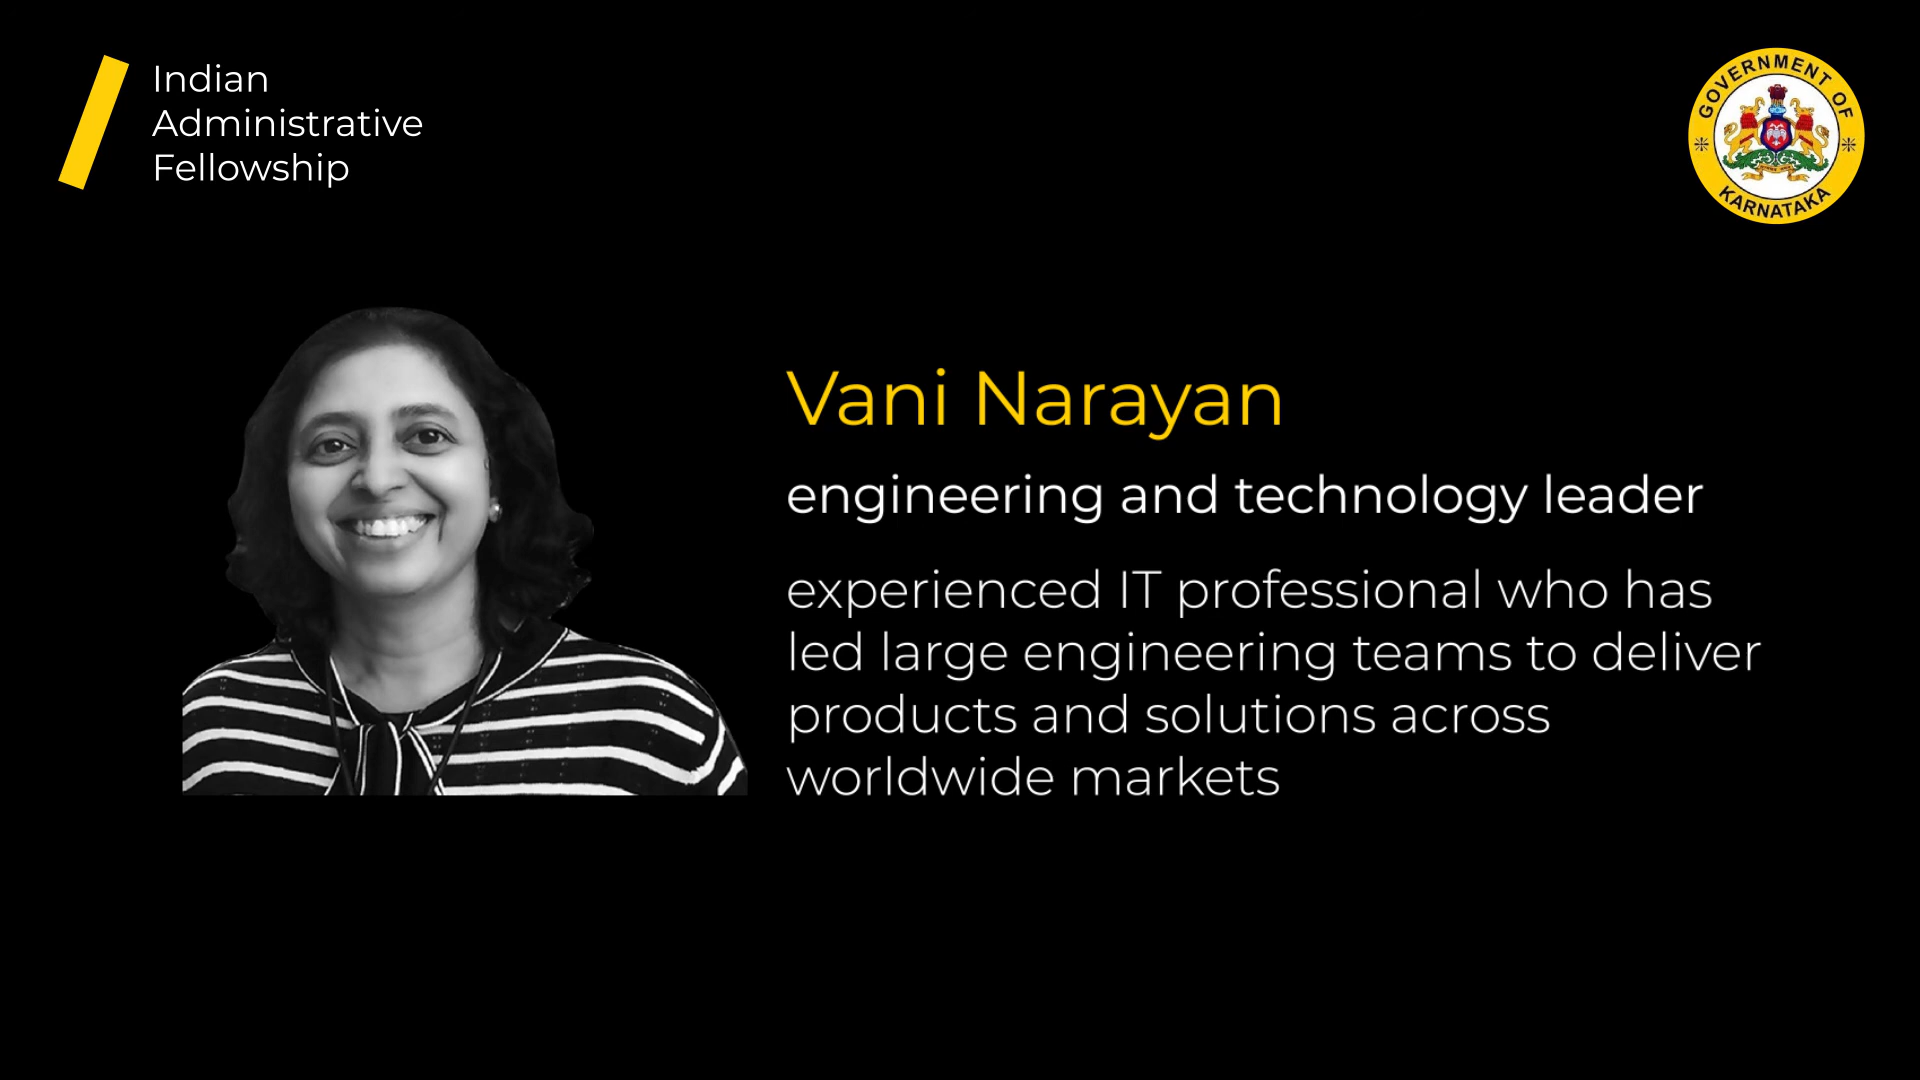 Indian
Administrative
Fellowship
GOVERNMENT OF
KARNATAKA
Vani Narayan
engineering and technology leader
experienced IT professional who has
led large engineering teams to deliver
products and solutions across
worldwide markets